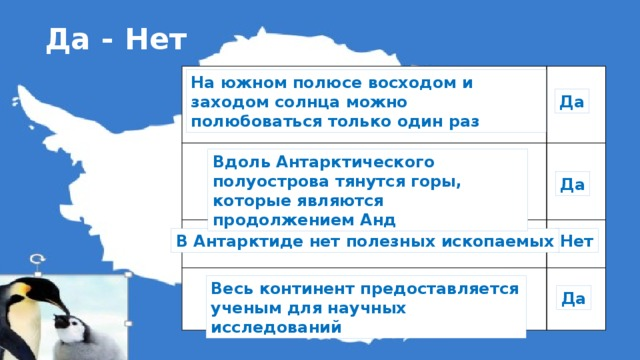 Да - Нет
На южном полюсе восходом и
заходом солнца можно
полюбоваться только один раз
Да
Вдоль Антарктического
полуострова тянутся горы,
которые являются
продолжением Анд
Да
В Антарктиде нет полезных ископаемых Нет
Весь континент предоставляется
ученым для научных
исследований
Да